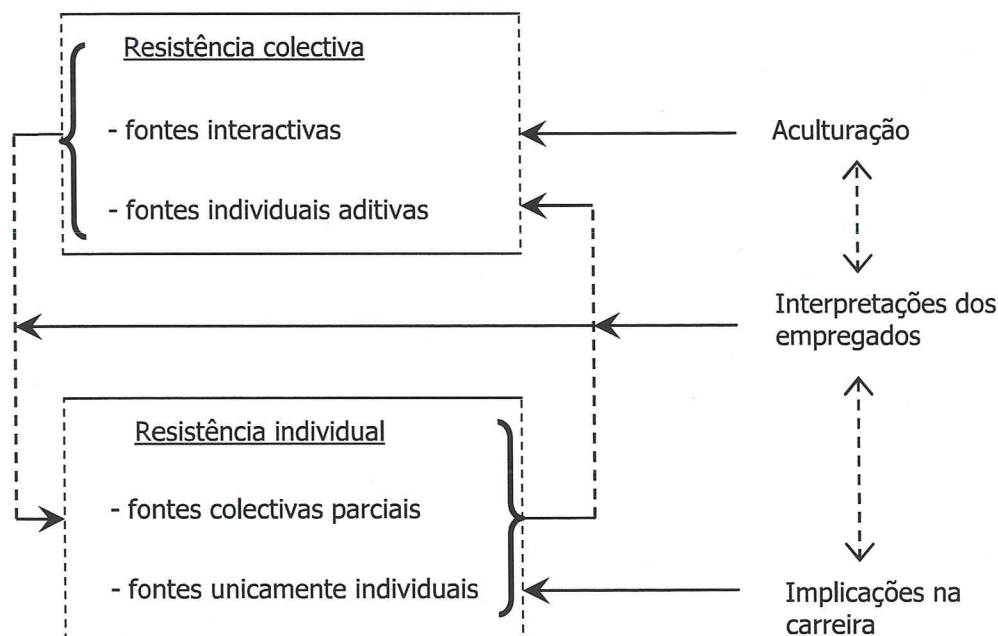 Resistência colectiva
- fontes interactivas
Aculturação
- fontes individuais aditivas
Interpretações dos
empregados
Resistência individual
- fontes colectivas parciais
- fontes unicamente individuais
Implicações na
carreira